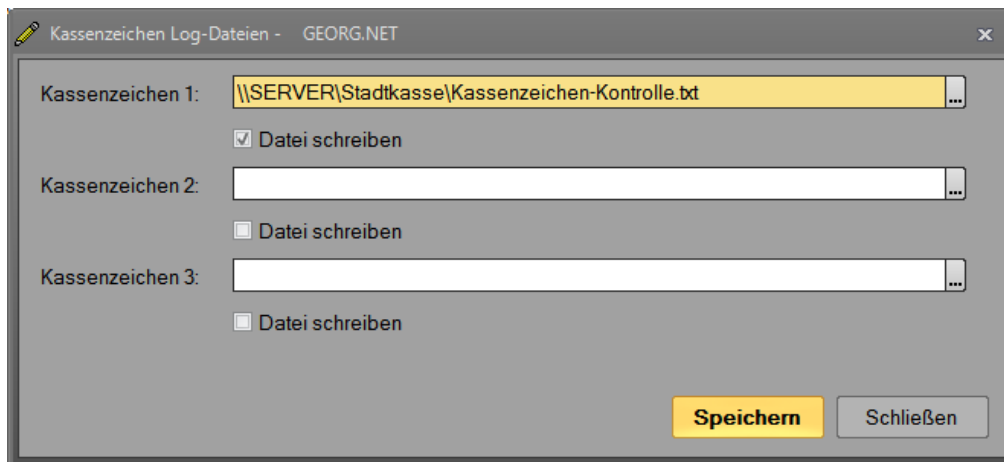 Kassenzeichen Log-Dateien - GEORG.NET
Kassenzeichen 1: \\SERVER\Stadtkasse\Kassenzeichen-Kontrolle.txt ...
Datei schreiben
Kassenzeichen 2: ...
Datei schreiben
Kassenzeichen 3: ...
Datei schreiben
Speichern Schließen